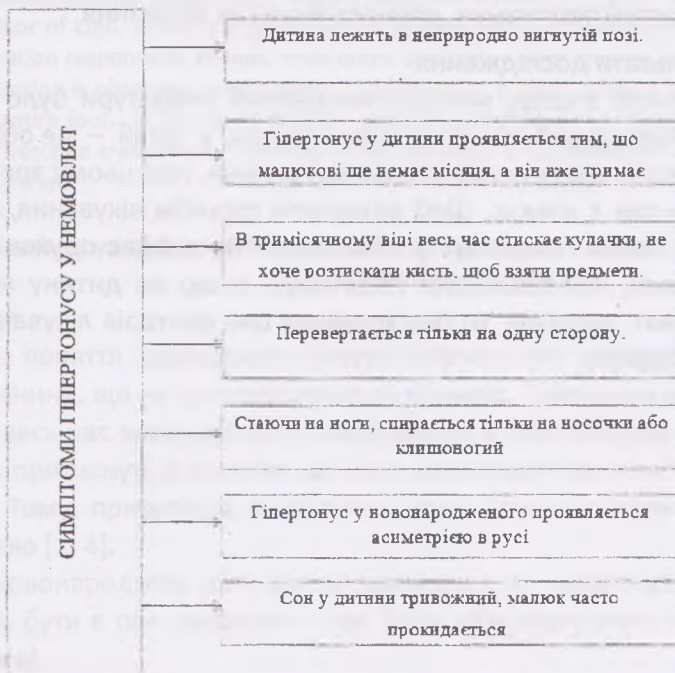 СИМПТОМИ ГІПЕРТОНУСУ У НЕМОВЛЯТ
Дитина лежить в неприродно вигнутій позі.
Гіпертонус у дитини проявляється тим, що
малюкові ще немає місяця, а він вже тримає
В тримісячному віці весь час стискає кулачки, не
хоче розтискати кисть, щоб взяти предмети.
Перевертається тільки на одну сторону.
Стаючи на ноги, спирається тільки на носочки або
клишоногий
Гіпертонус у новонародженого проявляється
асиметрією в русі
Сон у дитини тривожний, малюк часто
прокидається